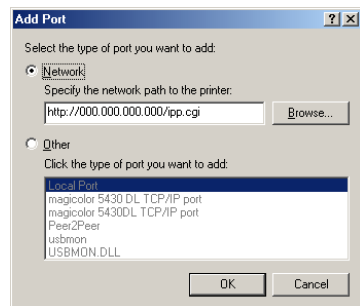 Add Port
Select the type of port you want to add:
Network
Specify the network path to the printer:
http://000.000.000.000/ipp.cgi
Browse...
Other
Click the type of port you want to add:
Local Port
magicolor 5430 DL TCP/IP port
magicolor 5430DL TCP/IP port
Peer2Peer
usbmon
USBMON.DLL
OK Cancel